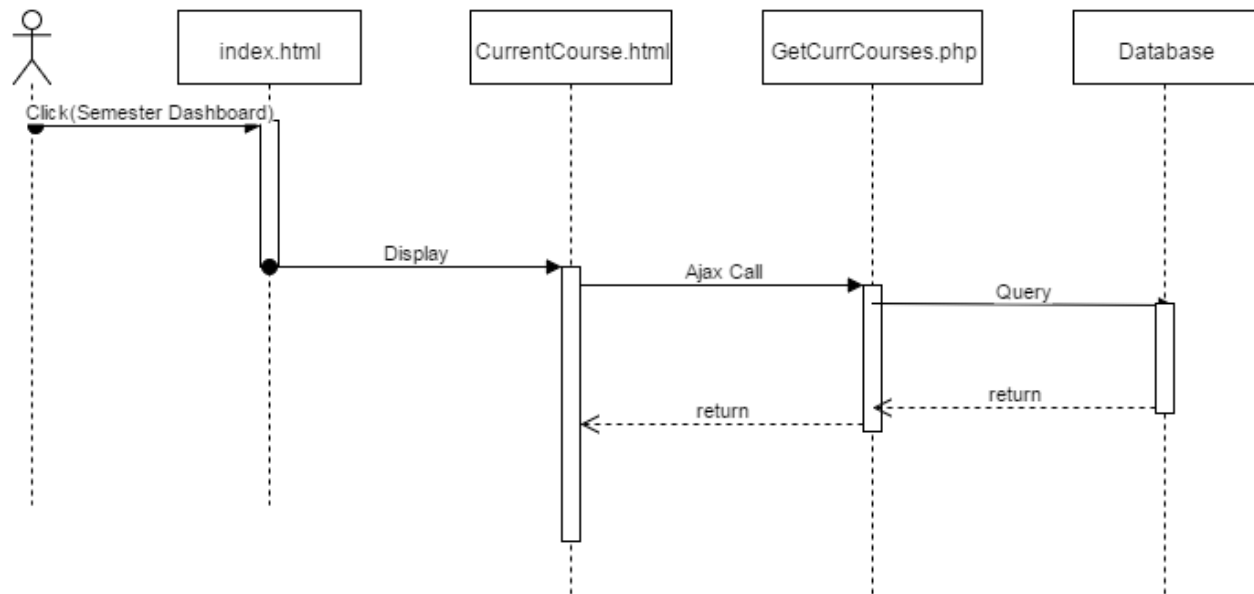 index.html
CurrentCourse.html
GetCurrCourses.php
Database
Click(Semester Dashboard)
Display
Ajax Call
Query
return
return